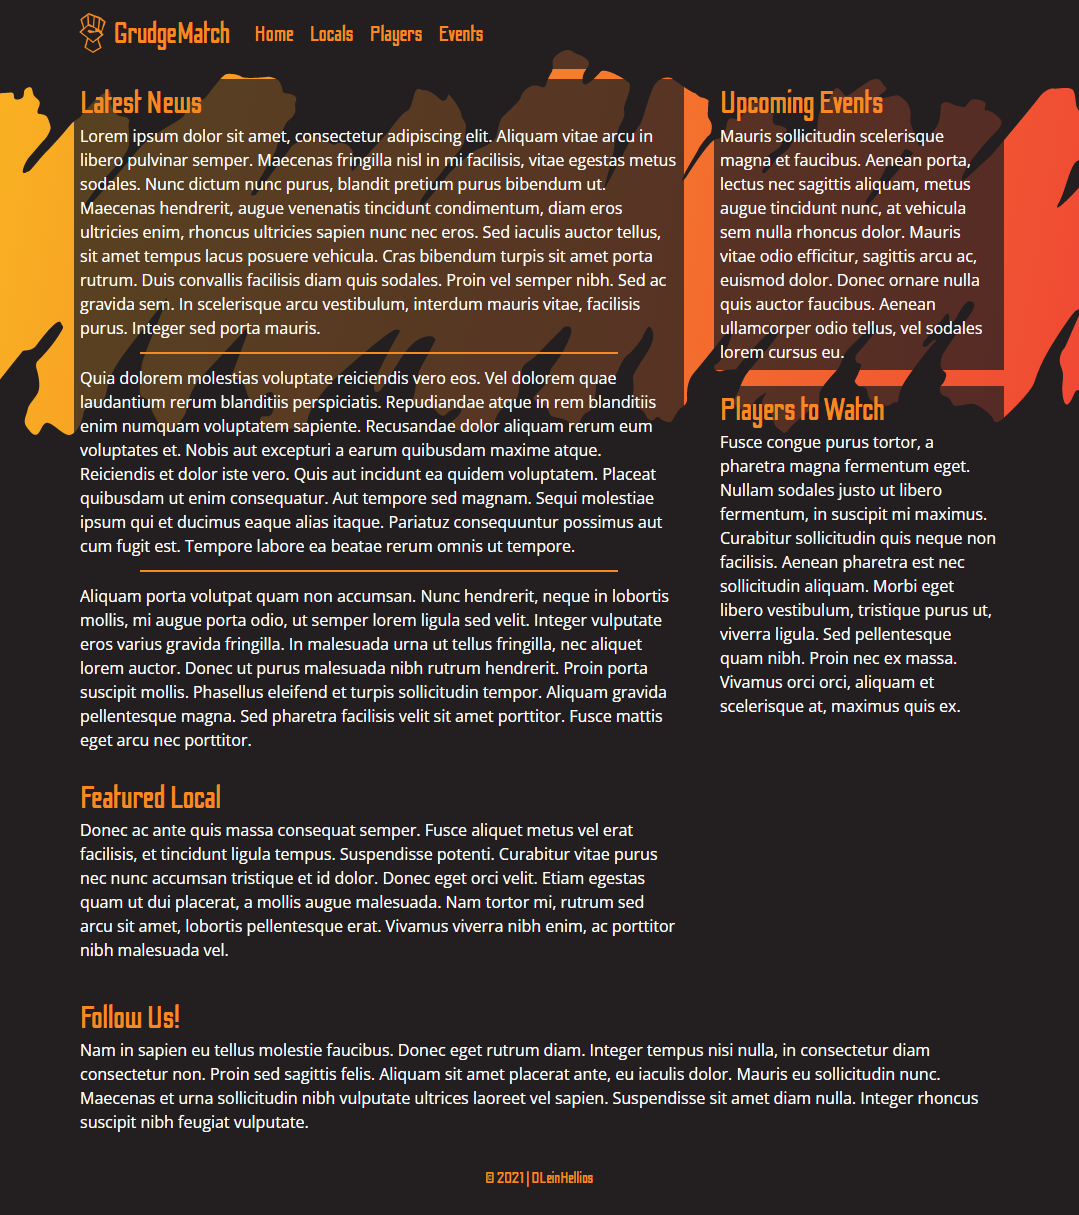 GrudgeMatch Home Locals Players Events
Latest News
Lorem ipsum dolor sit amet, consectetur adipiscing elit. Aliquam vitae arcu in
libero pulvinar semper. Maecenas fringilla nisl in mi facilisis, vitae egestas metus
sodales. Nunc dictum nunc purus, blandit pretium purus bibendum ut.
Maecenas hendrerit, augue venenatis tincidunt condimentum, diam eros
ultricies enim, rhoncus ultricies sapien nunc nec eros. Sed iaculis auctor tellus,
sit amet tempus lacus posuere vehicula. Cras bibendum turpis sit amet porta
rutrum. Duis convallis facilisis diam quis sodales. Proin vel semper nibh. Sed ac
gravida sem. In scelerisque arcu vestibulum, interdum mauris vitae, facilisis
purus. Integer sed porta mauris.
Quia dolorem molestias voluptate reiciendis vero eos. Vel dolorem quae
laudantium rerum blanditiis perspiciatis. Repudiandae atque in rem blanditiis
enim numquam voluptatem sapiente. Recusandae dolor aliquam rerum eum
voluptates et. Nobis aut excepturi a earum quibusdam maxime atque.
Reiciendis et dolor iste vero. Quis aut incidunt ea quidem voluptatem. Placeat
quibusdam ut enim consequatur. Aut tempore sed magnam. Sequi molestiae
ipsum qui et ducimus eaque alias itaque. Pariatuz consequuntur possimus aut
cum fugit est. Tempore labore ea beatae rerum omnis ut tempore.
Aliquam porta volutpat quam non accumsan. Nunc hendrerit, neque in lobortis
mollis, mi augue porta odio, ut semper lorem ligula sed velit. Integer vulputate
eros varius gravida fringilla. In malesuada urna ut tellus fringilla, nec aliquet
lorem auctor. Donec ut purus malesuada nibh rutrum hendrerit. Proin porta
suscipit mollis. Phasellus eleifend et turpis sollicitudin tempor. Aliquam gravida
pellentesque magna. Sed pharetra facilisis velit sit amet porttitor. Fusce mattis
eget arcu nec porttitor.
Featured Local
Donec ac ante quis massa consequat semper. Fusce aliquet metus vel erat
facilisis, et tincidunt ligula tempus. Suspendisse potenti. Curabitur vitae purus
nec nunc accumsan tristique et id dolor. Donec eget orci velit. Etiam egestas
quam ut dui placerat, a mollis augue malesuada. Nam tortor mi, rutrum sed
arcu sit amet, lobortis pellentesque erat. Vivamus viverra nibh enim, ac porttitor
nibh malesuada vel.
Upcoming Events
Mauris sollicitudin scelerisque
magna et faucibus. Aenean porta,
lectus nec sagittis aliquam, metus
augue tincidunt nunc, at vehicula
sem nulla rhoncus dolor. Mauris
vitae odio efficitur, sagittis arcu ac,
euismod dolor. Donec ornare nulla
quis auctor faucibus. Aenean
ullamcorper odio tellus, vel sodales
lorem cursus eu.
Players to Watch
Fusce congue purus tortor, a
pharetra magna fermentum eget.
Nullam sodales justo ut libero
fermentum, in suscipit mi maximus.
Curabitur sollicitudin quis neque non
facilisis. Aenean pharetra est nec
sollicitudin aliquam. Morbi eget
libero vestibulum, tristique purus ut,
viverra ligula. Sed pellentesque
quam nibh. Proin nec ex massa.
Vivamus orci orci, aliquam et
scelerisque at, maximus quis ex.
Follow Us!
Nam in sapien eu tellus molestie faucibus. Donec eget rutrum diam. Integer tempus nisi nulla, in consectetur diam
consectetur non. Proin sed sagittis felis. Aliquam sit amet placerat ante, eu iaculis dolor. Mauris eu sollicitudin nunc.
Maecenas et urna sollicitudin nibh vulputate ultrices laoreet vel sapien. Suspendisse sit amet diam nulla. Integer rhoncus
suscipit nibh feugiat vulputate.
© 2021 | DLeinHellios